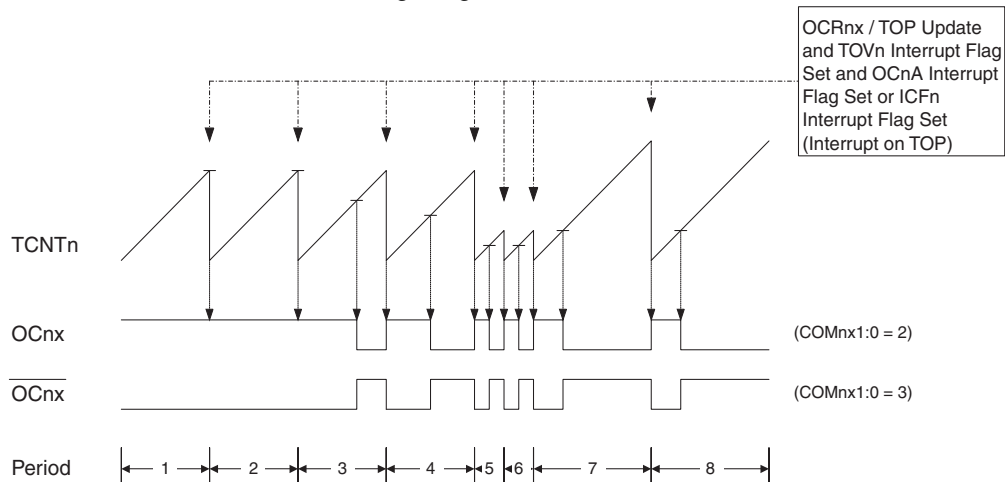 OCRnx / TOP Update
and TOVn Interrupt Flag
Set and OCnA Interrupt
Flag Set or ICFn
Interrupt Flag Set
(Interrupt on TOP)
TCNTn
OCnx
(COMnx1:0 = 2)
OCnx
(COMnx1:0 = 3)
Period 1 2 3 4 5 6 7 8